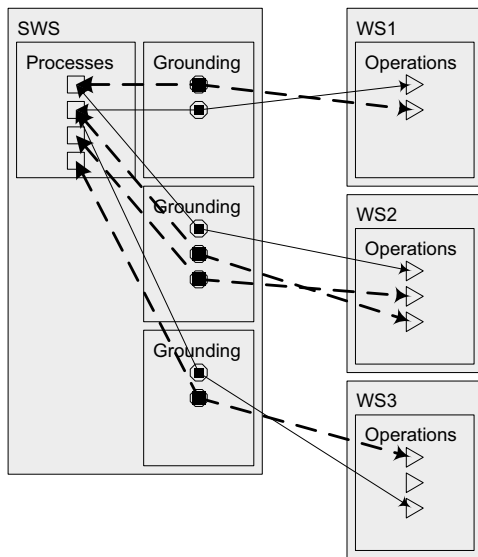 SWS
Processes
Grounding
Grounding
Grounding
WS1
Operations
WS2
Operations
WS3
Operations